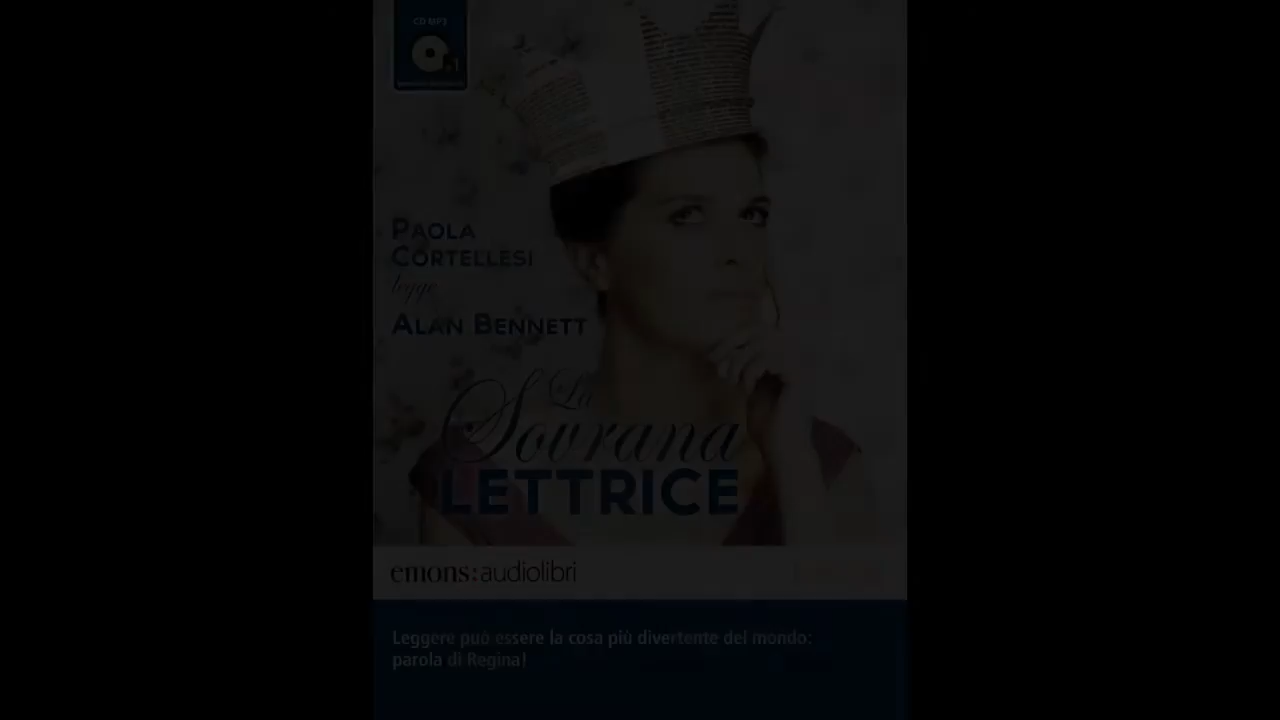 CD MP3
PAOLA
CORTELLESI
legge
ALAN BENNETT
La
Sovrana
LETTRICE
emons:audiolibri
Leggere può essere la cosa più divertente del mondo:
parola di Regina!